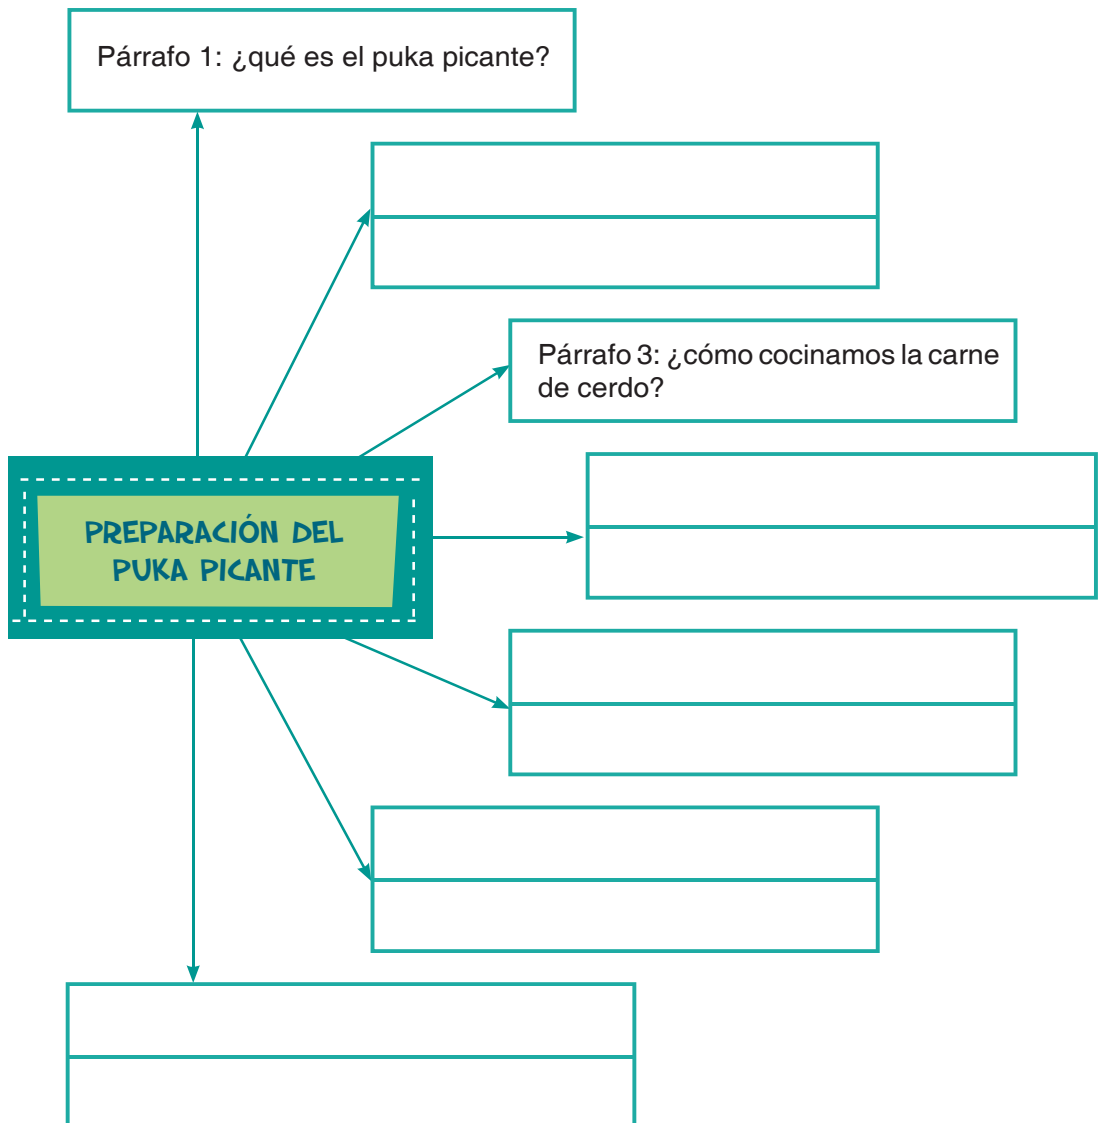 Párrafo 1: ¿qué es el puka picante?
Párrafo 3: ¿cómo cocinamos la carne
de cerdo?
PREPARACIÓN DEL
PUKA PICANTE